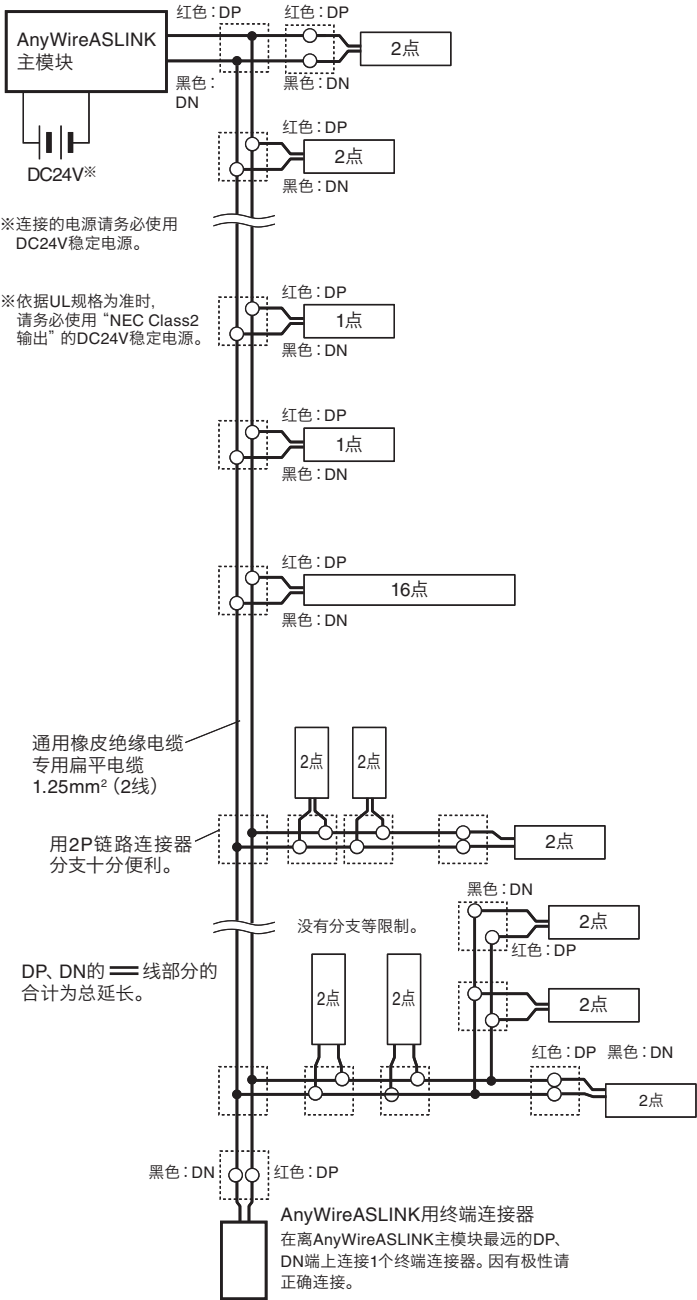 红色：DP
红色：DP
AnyWireASLINK
主模块
2点
黑色：
DN
黑色：DN
DC24V※
红色：DP
2点
黑色：DN
※连接的电源请务必使用
DC24V稳定电源。
※依据UL规格为准时,
请务必使用“NEC Class2
输出”的DC24V稳定电源。
红色：DP
1点
黑色：DN
红色：DP
1点
黑色：DN
红色：DP
16点
黑色：DN
通用橡皮绝缘电缆
专用扁平电缆
1.25mm²（2线）
2点
2点
用2P链路连接器
分支十分便利。
2点
黑色：DN
没有分支等限制。
2点
红色：DP
DP、DN的 线部分的
合计为总延长。
2点
2点
2点
红色：DP 黑色：DN
2点
黑色：DN
红色：DP
AnyWireASLINK用终端连接器
在离AnyWireASLINK主模块最远的DP、
DN端上连接1个终端连接器。因有极性请
正确连接。